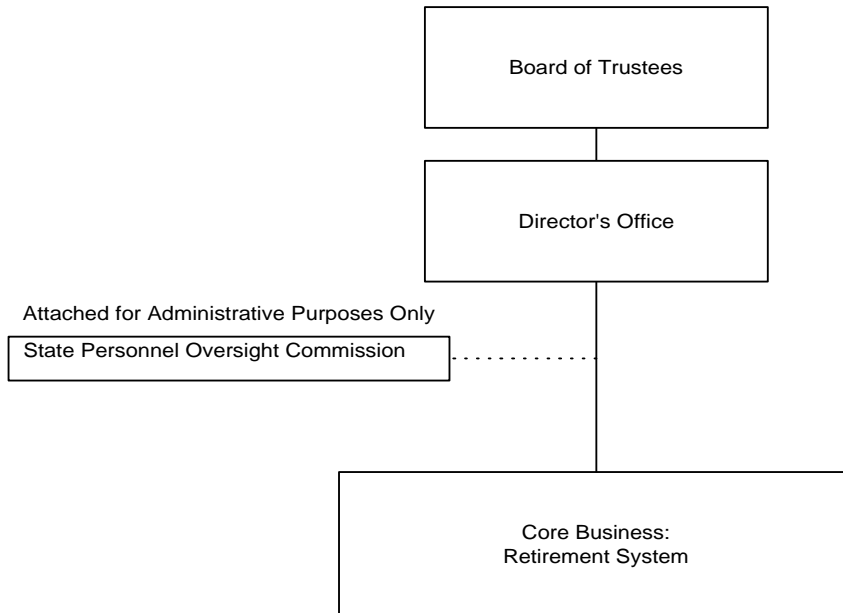 Board of Trustees
Director's Office
Attached for Administrative Purposes Only
State Personnel Oversight Commission
Core Business:
Retirement System